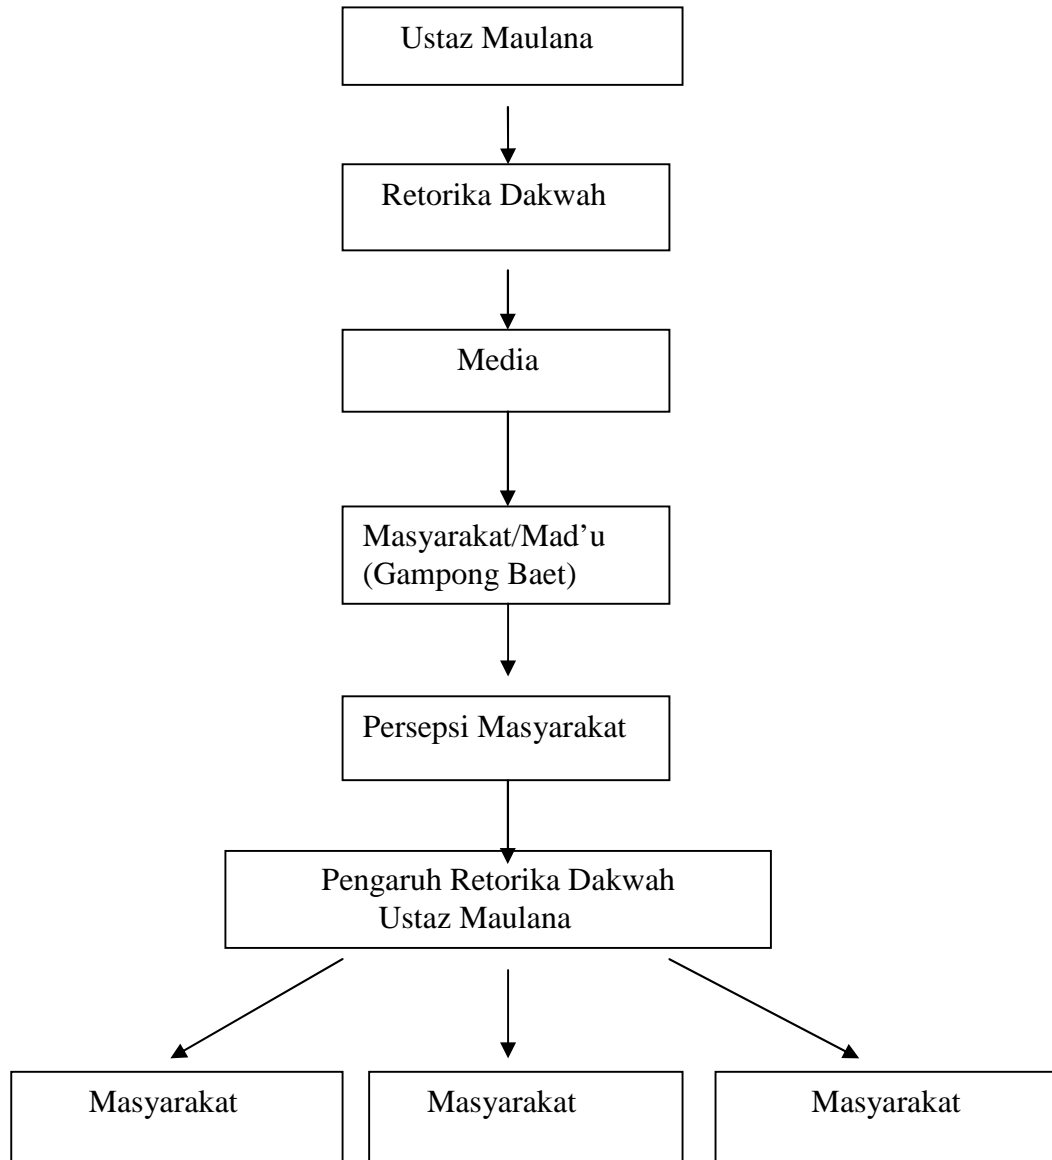 Ustaz Maulana
Retorika Dakwah
Media
Masyarakat/Mad’u
(Gampong Baet)
Persepsi Masyarakat
Pengaruh Retorika Dakwah
Ustaz Maulana
Masyarakat
Masyarakat
Masyarakat